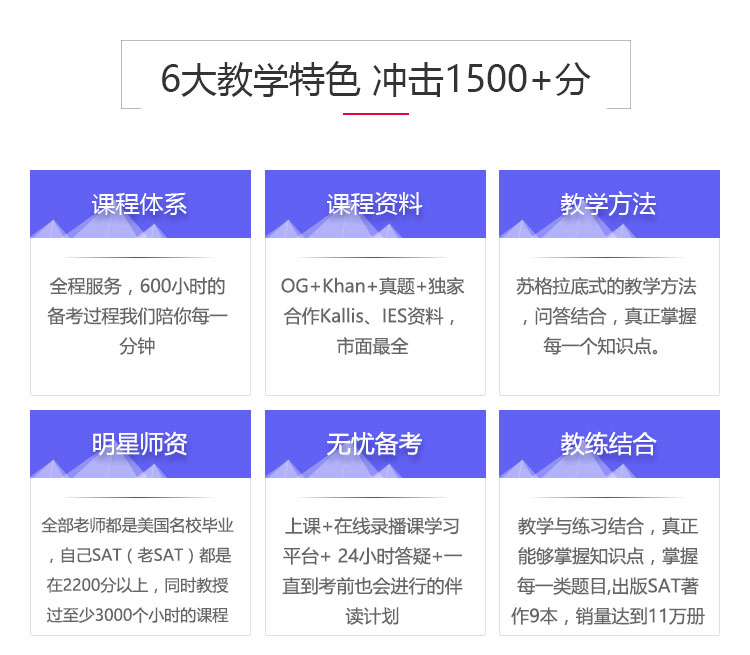 6大教学特色 冲击1500+分
课程体系
全程服务，600小时的
备考过程我们陪你每一
分钟
课程资料
OG+Khan+真题+独家
合作Kallis、IES资料，
市面最全
教学方法
苏格拉底式的教学方法
，问答结合，真正掌握
每一个知识点。
明星师资
全部老师都是美国名校毕业
，自己SAT（老SAT）都是
在2200分以上，同时教授
过至少3000个小时的课程
无忧备考
上课+在线录播课学习
平台+ 24小时答疑+一
直到考前也会进行的伴
读计划
教练结合
教学与练习结合，真正
能够掌握知识点，掌握
每一类题目,出版SAT著
作9本，销量达到11万册